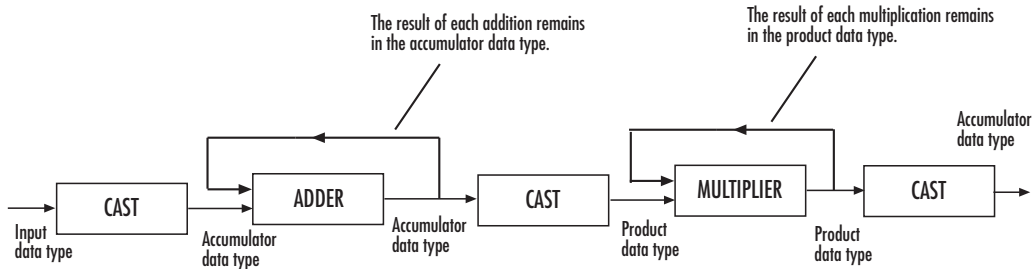 The result of each addition remains
in the accumulator data type.
The result of each multiplication remains
in the product data type.
Accumulator
data type
CAST
ADDER
CAST
MULTIPLIER
CAST
Input
data type
Accumulator
data type
Accumulator
data type
Product
data type
Product
data type